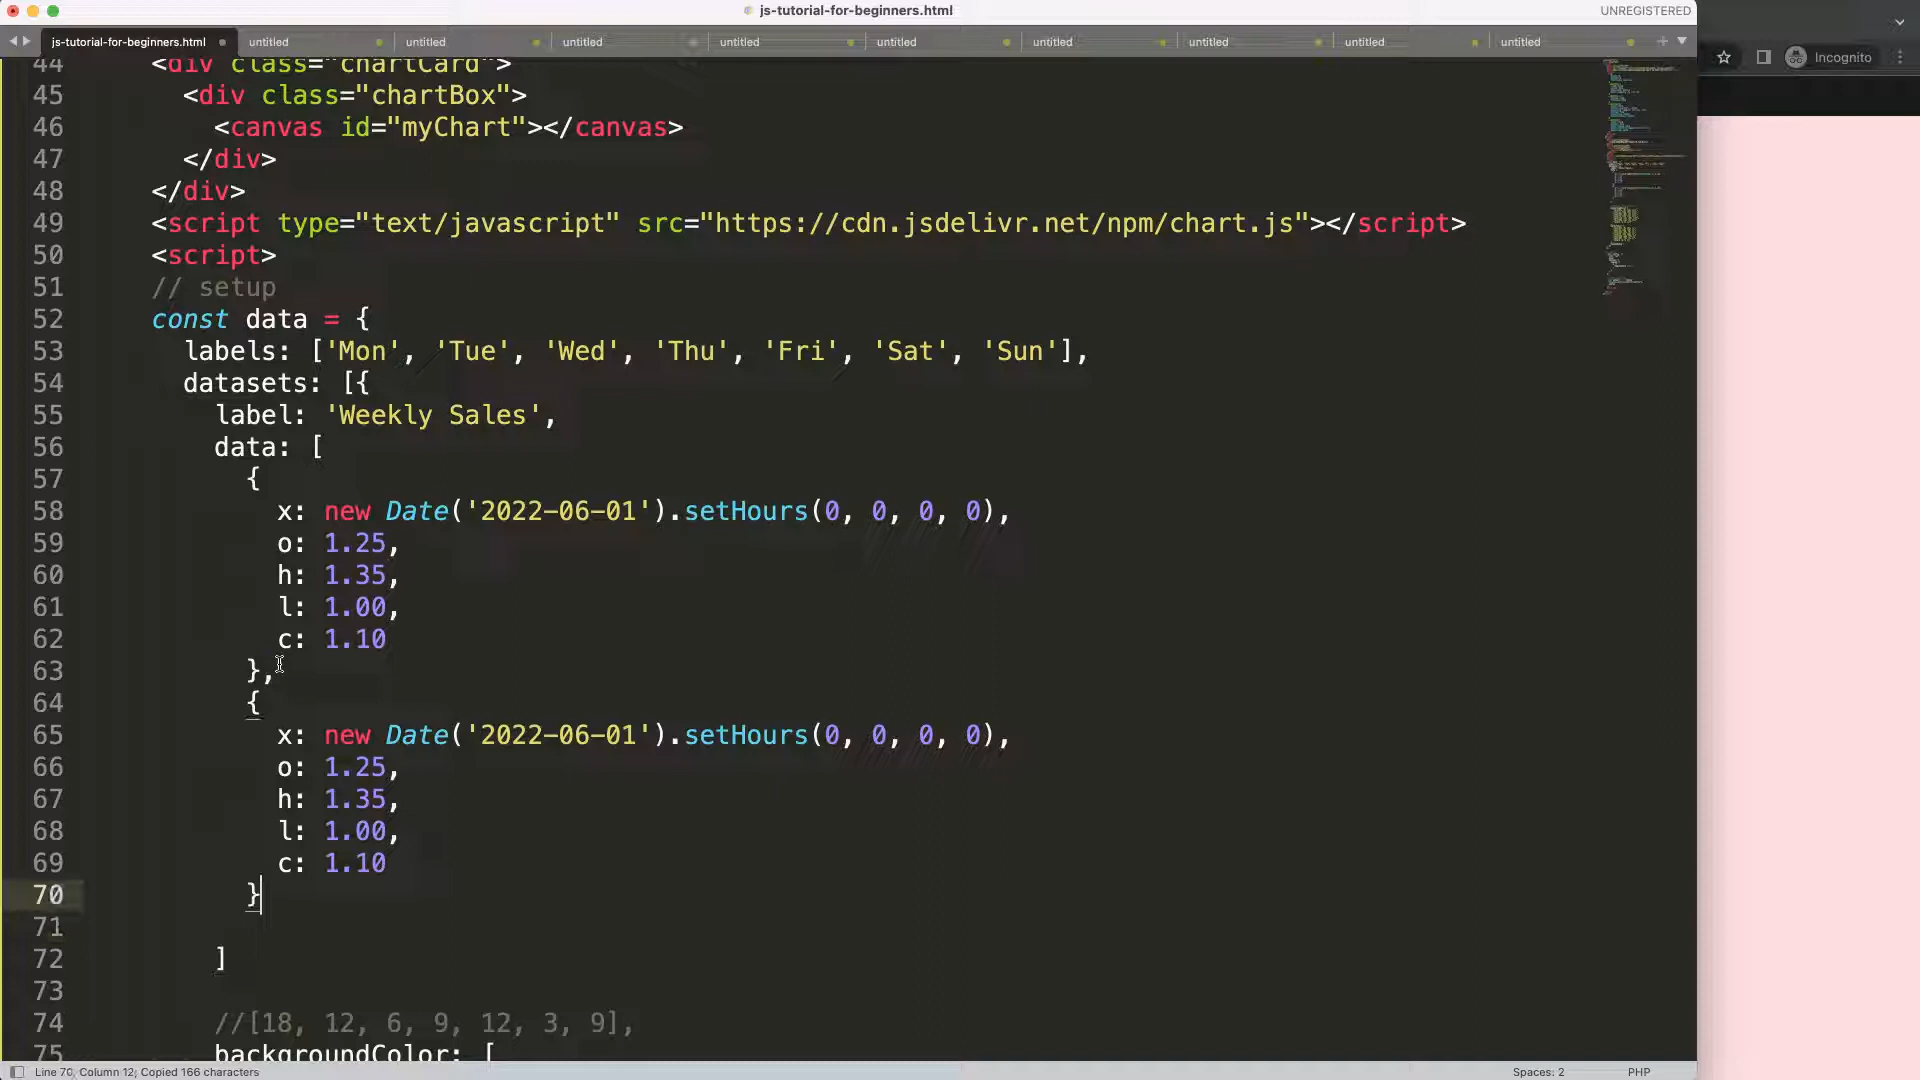 js-tutorial-for-beginners.html
UNREGISTERED
js-tutorial-for-beginners.html untitled untitled untitled untitled untitled untitled untitled untitled untitled
Incognito
44 <div class="chartCard">
45 <div class="chartBox">
46 <canvas id="myChart"></canvas>
47 </div>
48 </div>
49 <script type="text/javascript" src="https://cdn.jsdelivr.net/npm/chart.js"></script>
50 <script>
51 // setup
52 const data = {
53 labels: ['Mon', 'Tue', 'Wed', 'Thu', 'Fri', 'Sat', 'Sun'],
54 datasets: [{
55 label: 'Weekly Sales',
56 data: [
57 {
58 x: new Date('2022-06-01').setHours(0, 0, 0, 0),
59 o: 1.25,
60 h: 1.35,
61 l: 1.00,
62 c: 1.10
63 },
64 {
65 x: new Date('2022-06-01').setHours(0, 0, 0, 0),
66 o: 1.25,
67 h: 1.35,
68 l: 1.00,
69 c: 1.10
70 }
71
72 ]
73
74 //[18, 12, 6, 9, 12, 3, 9],
75 backgroundColor: [
Line 70, Column 12; Copied 166 characters
Spaces: 2
PHP